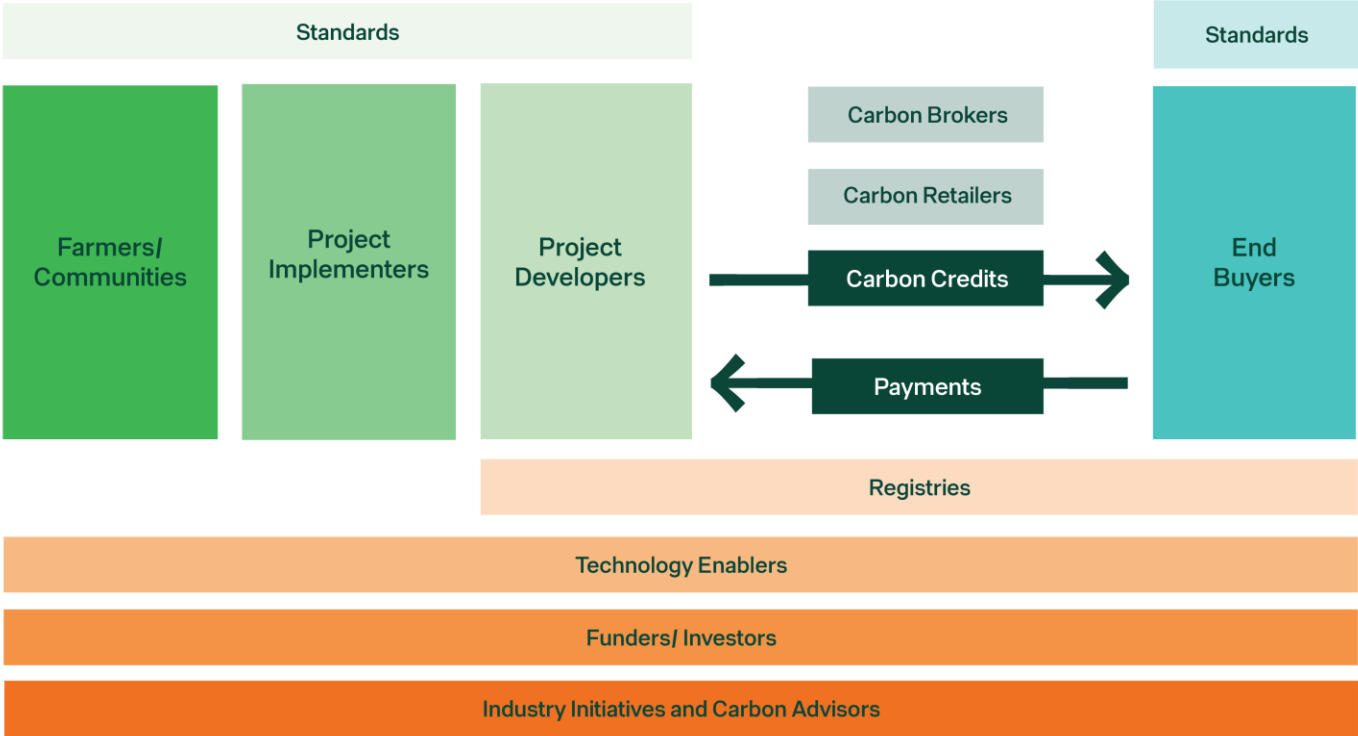 Standards
Standards
Farmers/
Communities
Project
Implementers
Project
Developers
Carbon Brokers
Carbon Retailers
Carbon Credits
Payments
End
Buyers
Registries
Technology Enablers
Funders/ Investors
Industry Initiatives and Carbon Advisors